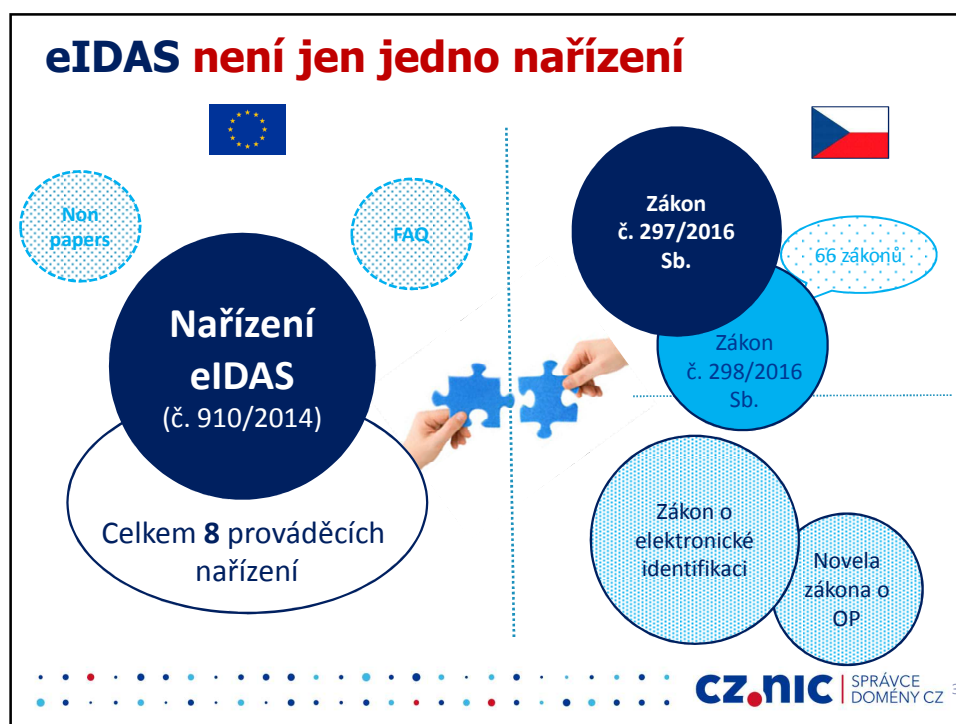 eIDAS není jen jedno nařízení
Non
papers
FAQ
Nařízení
eIDAS
(č. 910/2014)
Celkem 8 prováděcích
nařízení
Zákon
č. 297/2016
Sb.
66 zákonů
Zákon
č. 298/2016
Sb.
Zákon o
elektronické
identifikaci
Novela
zákona o
OP
CZ.NIC
SPRÁVCE
DOMÉNY CZ
3